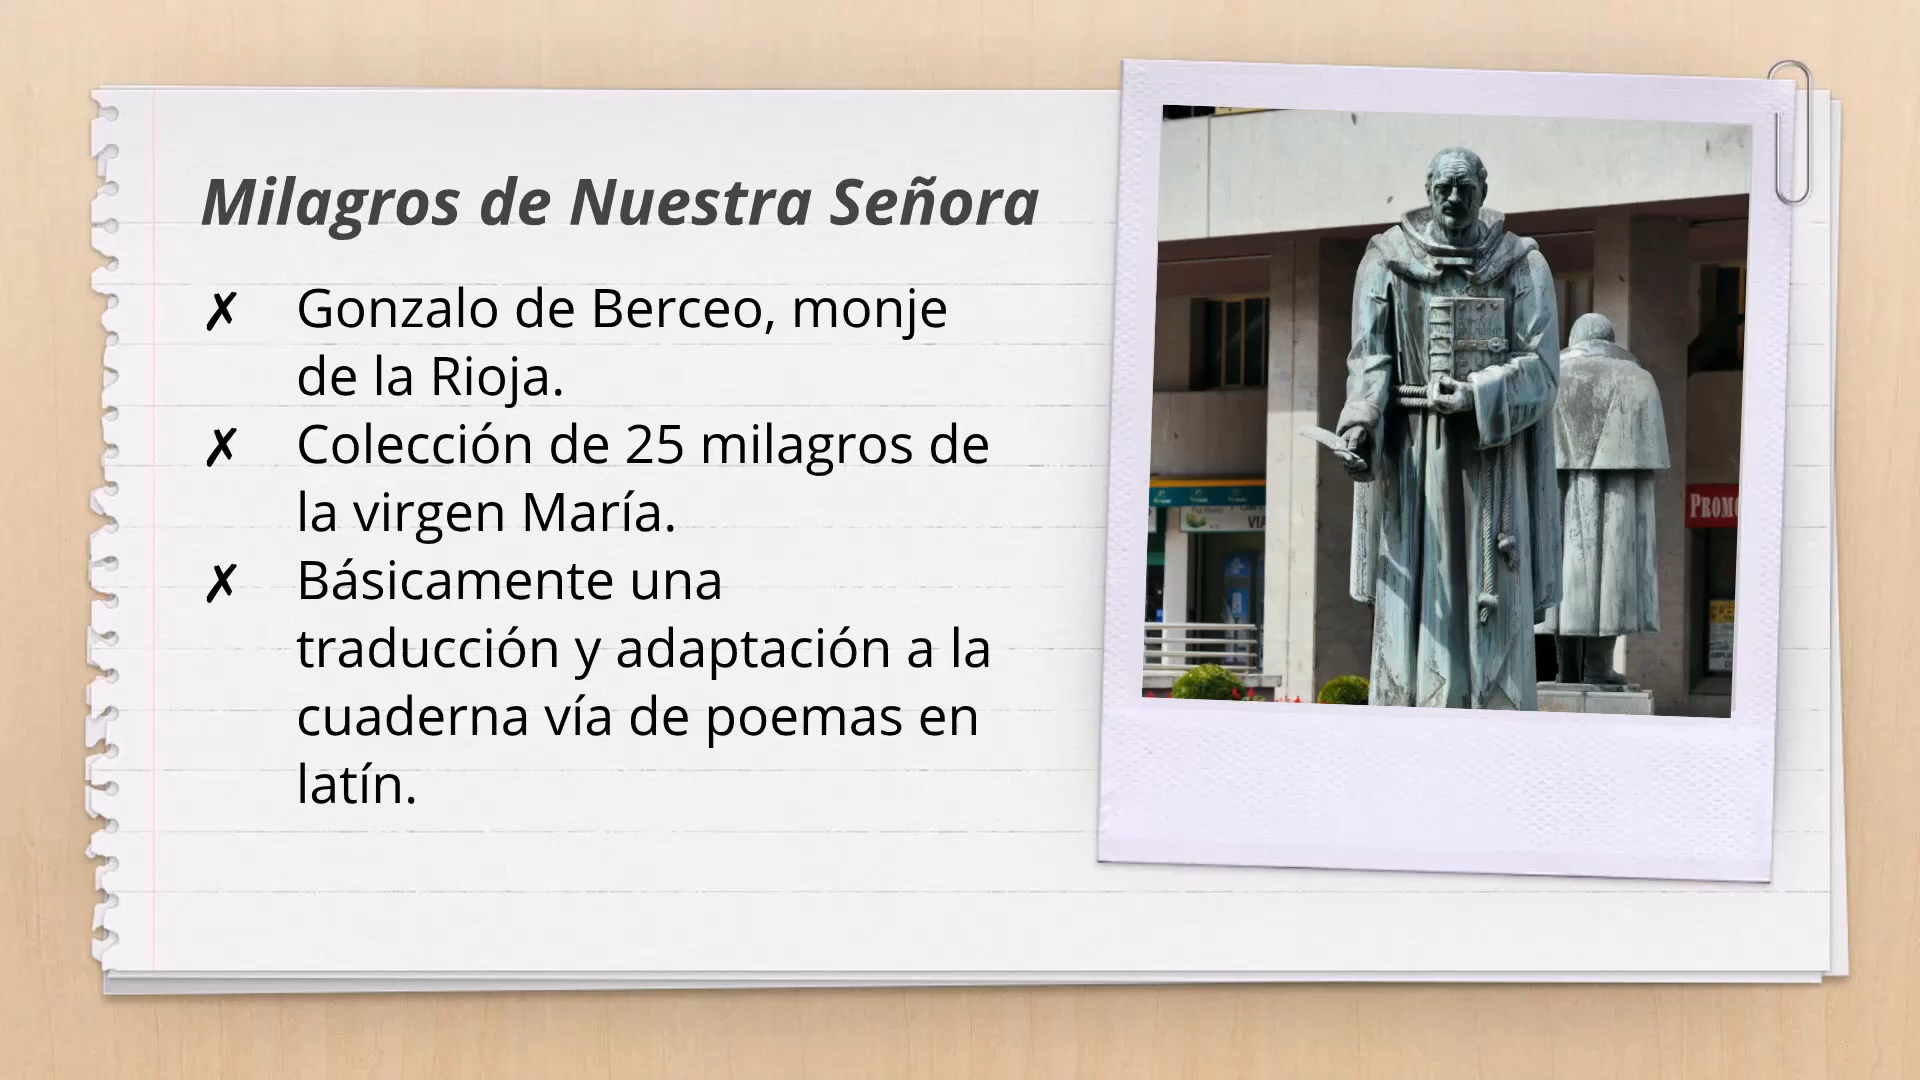 Milagros de Nuestra Señora
✗ Gonzalo de Berceo, monje
de la Rioja.
✗ Colección de 25 milagros de
la virgen María.
✗ Básicamente una
traducción y adaptación a la
cuaderna vía de poemas en
latín.
VIA
PROMO